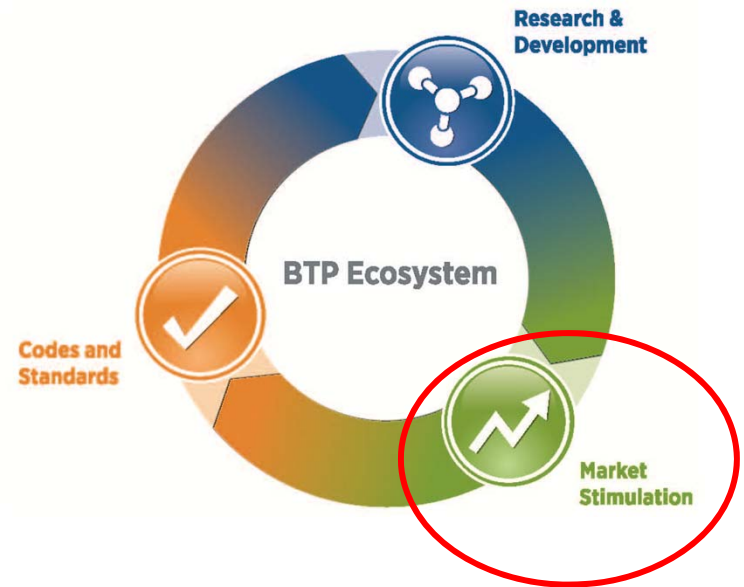 Research &
Development
BTP Ecosystem
Codes and
Standards
Market
Stimulation